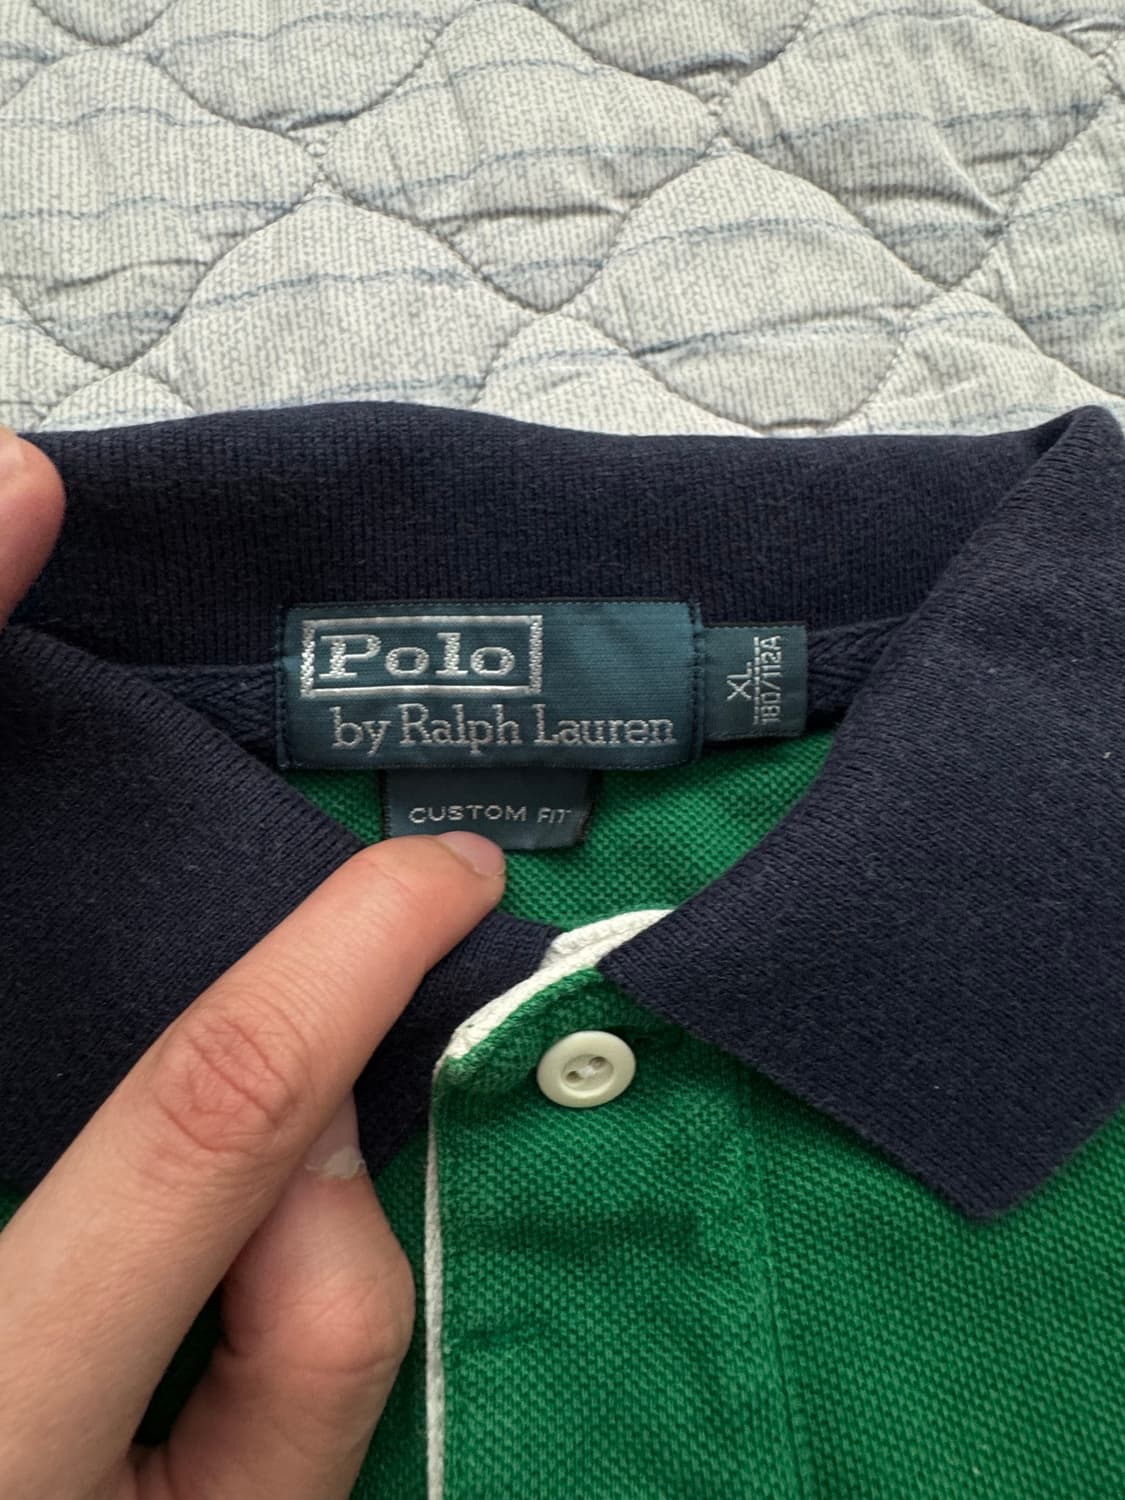 Polo
by Ralph Lauren
XL
180/112A
CUSTOM FIT